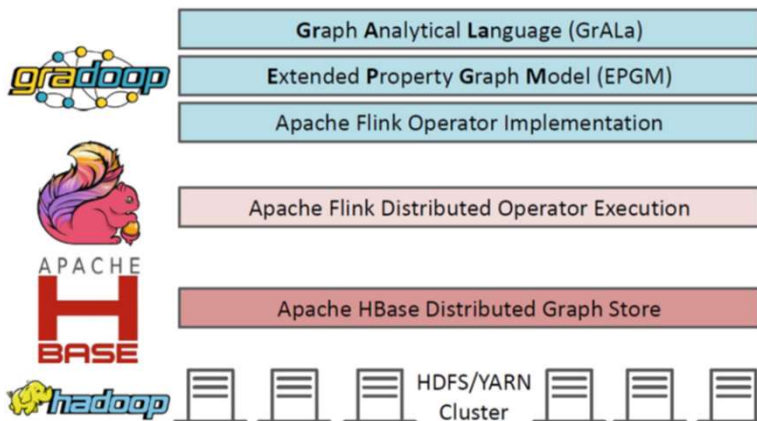 Graph Analytical Language (GrALa)
gradoop
Extended Property Graph Model (EPGM)
Apache Flink Operator Implementation
Apache Flink Distributed Operator Execution
APACHE
H
BASE
Apache HBase Distributed Graph Store
hadoop
HDFS/YARN
Cluster